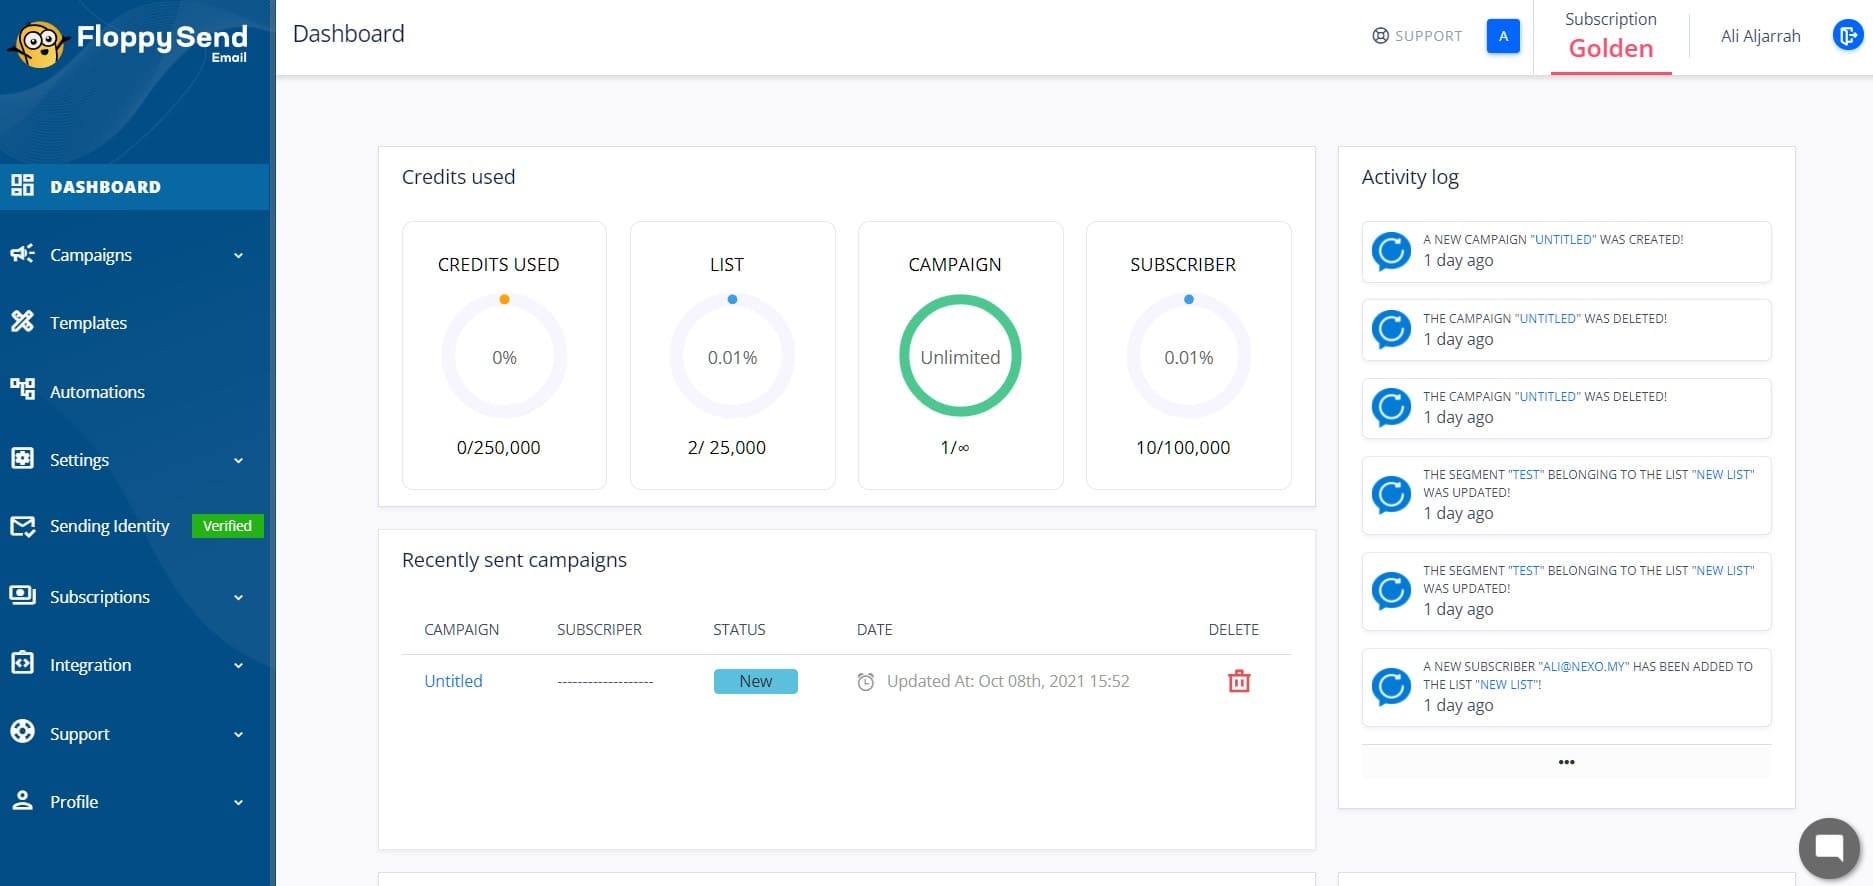 FloppySend
Email
Dashboard
SUPPORT
A
Subscription
Golden
Ali Aljarrah
DASHBOARD
Campaigns
Templates
Automations
Settings
Sending Identity
Verified
Subscriptions
Integration
Support
Profile
Credits used
CREDITS USED
0%
0/250,000
LIST
0.01%
2/ 25,000
CAMPAIGN
Unlimited
1/∞
SUBSCRIBER
0.01%
10/100,000
Recently sent campaigns
CAMPAIGN SUBSCRIPER STATUS DATE DELETE
Untitled ------------------- New Updated At: Oct 08th, 2021 15:52
Activity log
A NEW CAMPAIGN "UNTITLED" WAS CREATED!
1 day ago
THE CAMPAIGN "UNTITLED" WAS DELETED!
1 day ago
THE CAMPAIGN "UNTITLED" WAS DELETED!
1 day ago
THE SEGMENT "TEST" BELONGING TO THE LIST "NEW LIST"
WAS UPDATED!
1 day ago
THE SEGMENT "TEST" BELONGING TO THE LIST "NEW LIST"
WAS UPDATED!
1 day ago
A NEW SUBSCRIBER "ALI@NEXO.MY" HAS BEEN ADDED TO
THE LIST "NEW LIST"!
1 day ago
•••